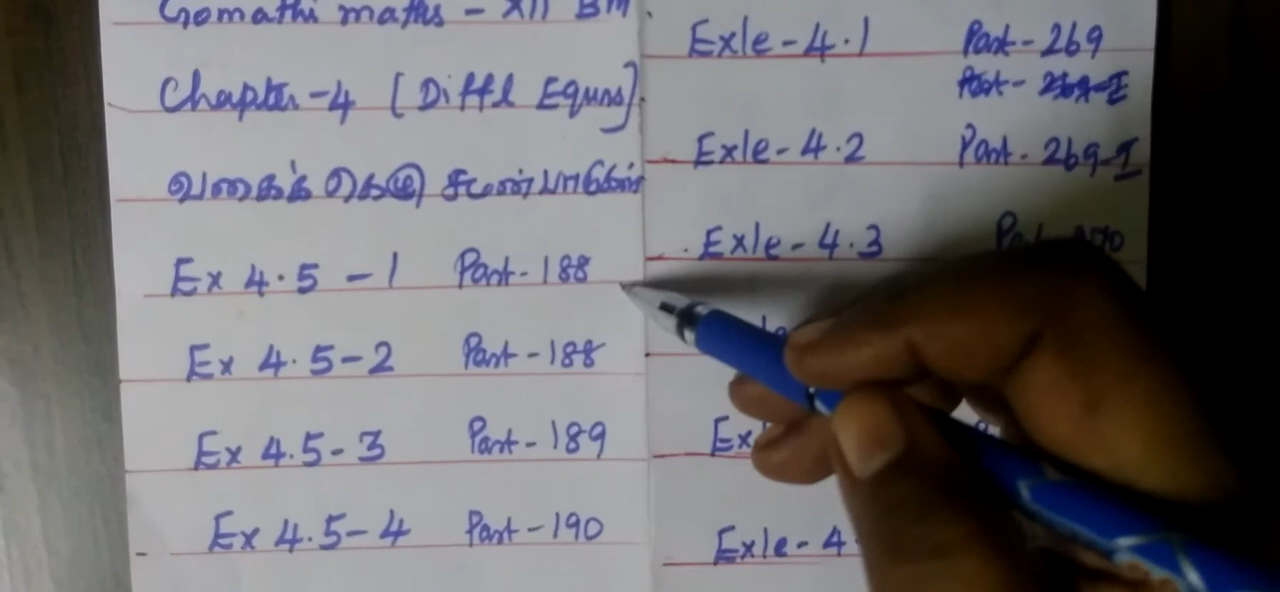 Gomathi maths - XII BM
Chapter-4 [Diffl Equns]
வகைக் கெழு சமன்பாடுகள்
Ex 4.5 - 1 Part - 188
Ex 4.5 - 2 Part - 188
Ex 4.5 - 3 Part - 189
Ex 4.5 - 4 Part - 190
Exle - 4.1 Part - 269
Exle - 4.2 Part - 269-I
Exle - 4.3
Exle - 4.